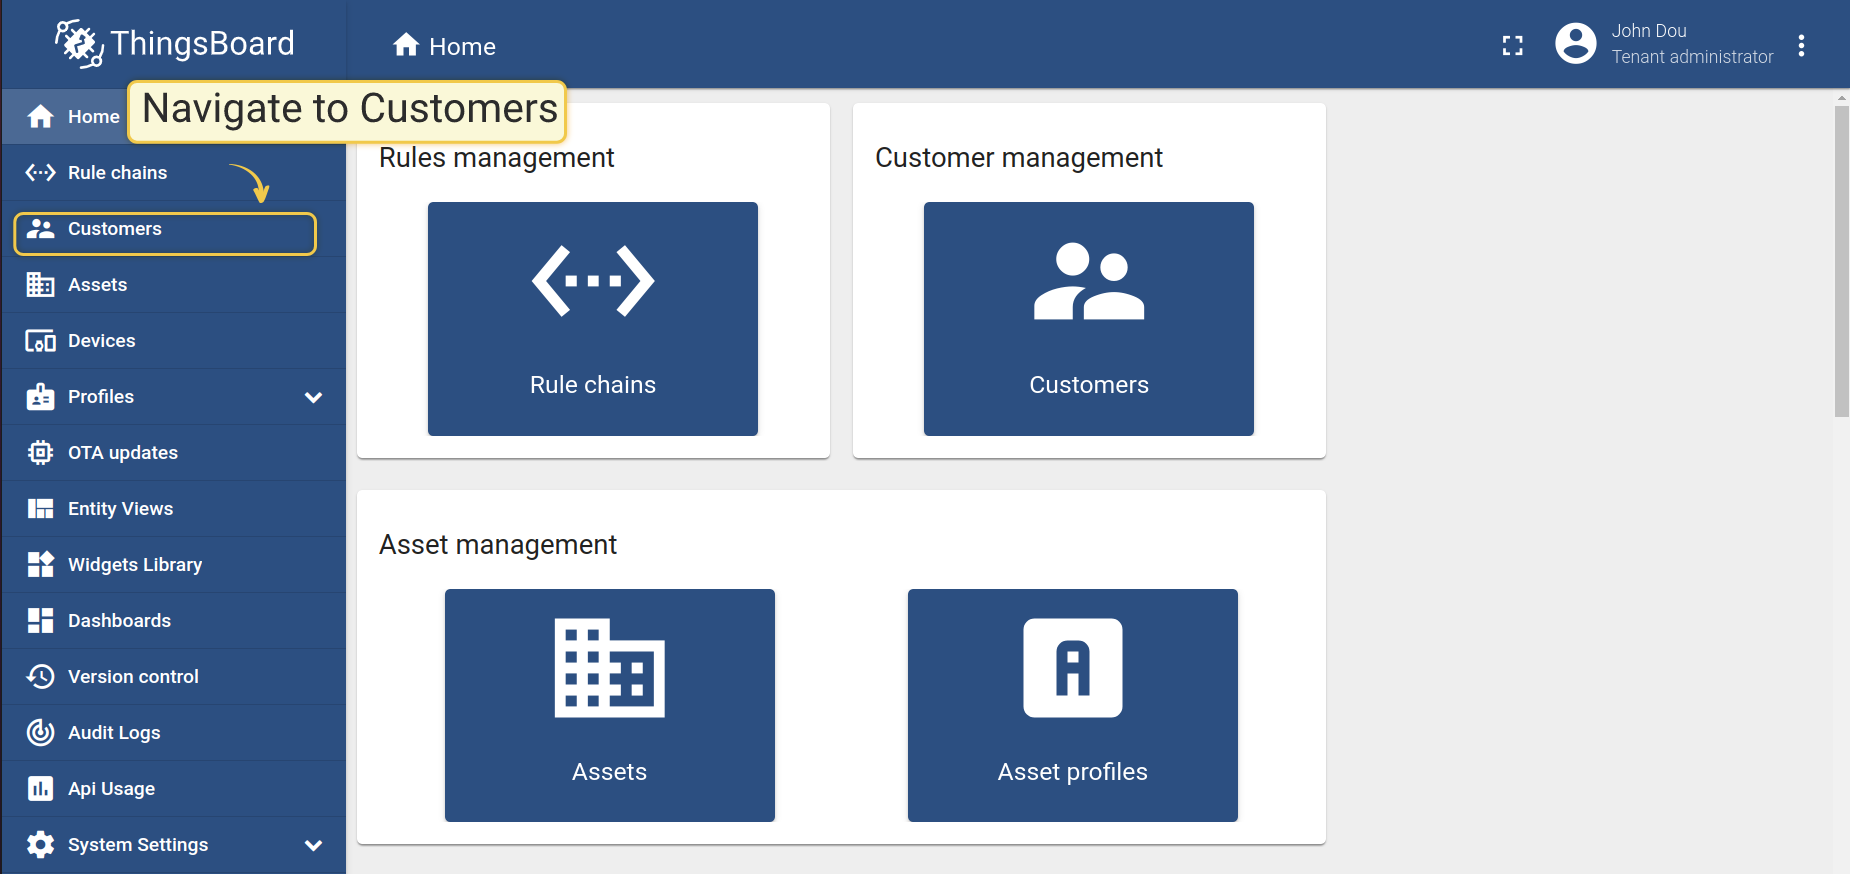 ThingsBoard
Home
John Dou
Tenant administrator
Navigate to Customers
Home
Rule chains
Customers
Assets
Devices
Profiles
OTA updates
Entity Views
Widgets Library
Dashboards
Version control
Audit Logs
Api Usage
System Settings
Rules management
Rule chains
Customer management
Customers
Asset management
Assets
Asset profiles